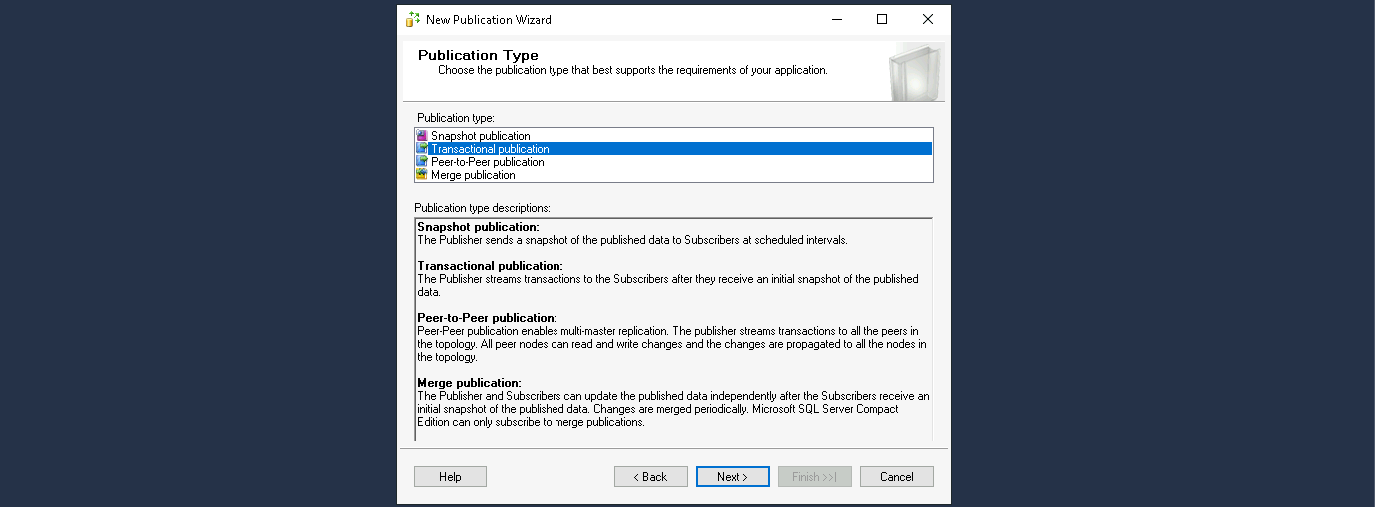 New Publication Wizard
Publication Type
Choose the publication type that best supports the requirements of your application.
Publication type:
Snapshot publication
Transactional publication
Peer-to-Peer publication
Merge publication
Publication type descriptions:
Snapshot publication:
The Publisher sends a snapshot of the published data to Subscribers at scheduled intervals.
Transactional publication:
The Publisher streams transactions to the Subscribers after they receive an initial snapshot of the published
data.
Peer-to-Peer publication:
Peer-Peer publication enables multi-master replication. The publisher streams transactions to all the peers in
the topology. All peer nodes can read and write changes and the changes are propagated to all the nodes in
the topology.
Merge publication:
The Publisher and Subscribers can update the published data independently after the Subscribers receive an
initial snapshot of the published data. Changes are merged periodically. Microsoft SQL Server Compact
Edition can only subscribe to merge publications.
Help
< Back
Next >
Finish >>|
Cancel